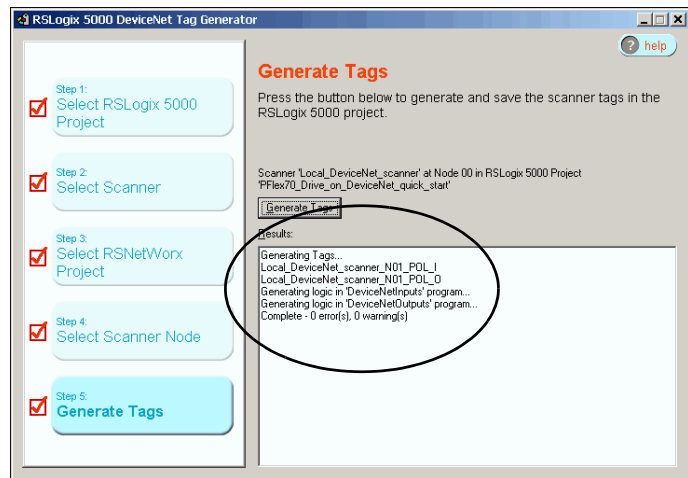 RSLogix 5000 DeviceNet Tag Generator
? help
Step 1:
Select RSLogix 5000
Project
Step 2:
Select Scanner
Step 3:
Select RSNetWorx
Project
Step 4:
Select Scanner Node
Step 5:
Generate Tags
Generate Tags
Press the button below to generate and save the scanner tags in the
RSLogix 5000 project.
Scanner 'Local_DeviceNet_scanner' at Node 00 in RSLogix 5000 Project
'PFlex70_Drive_on_DeviceNet_quick_start'
Generate Tags
Results:
Generating Tags...
Local_DeviceNet_scanner_N01_POL_I
Local_DeviceNet_scanner_N01_POL_O
Generating logic in 'DeviceNetInputs' program...
Generating logic in 'DeviceNetOutputs' program...
Complete - 0 error(s), 0 warning(s)